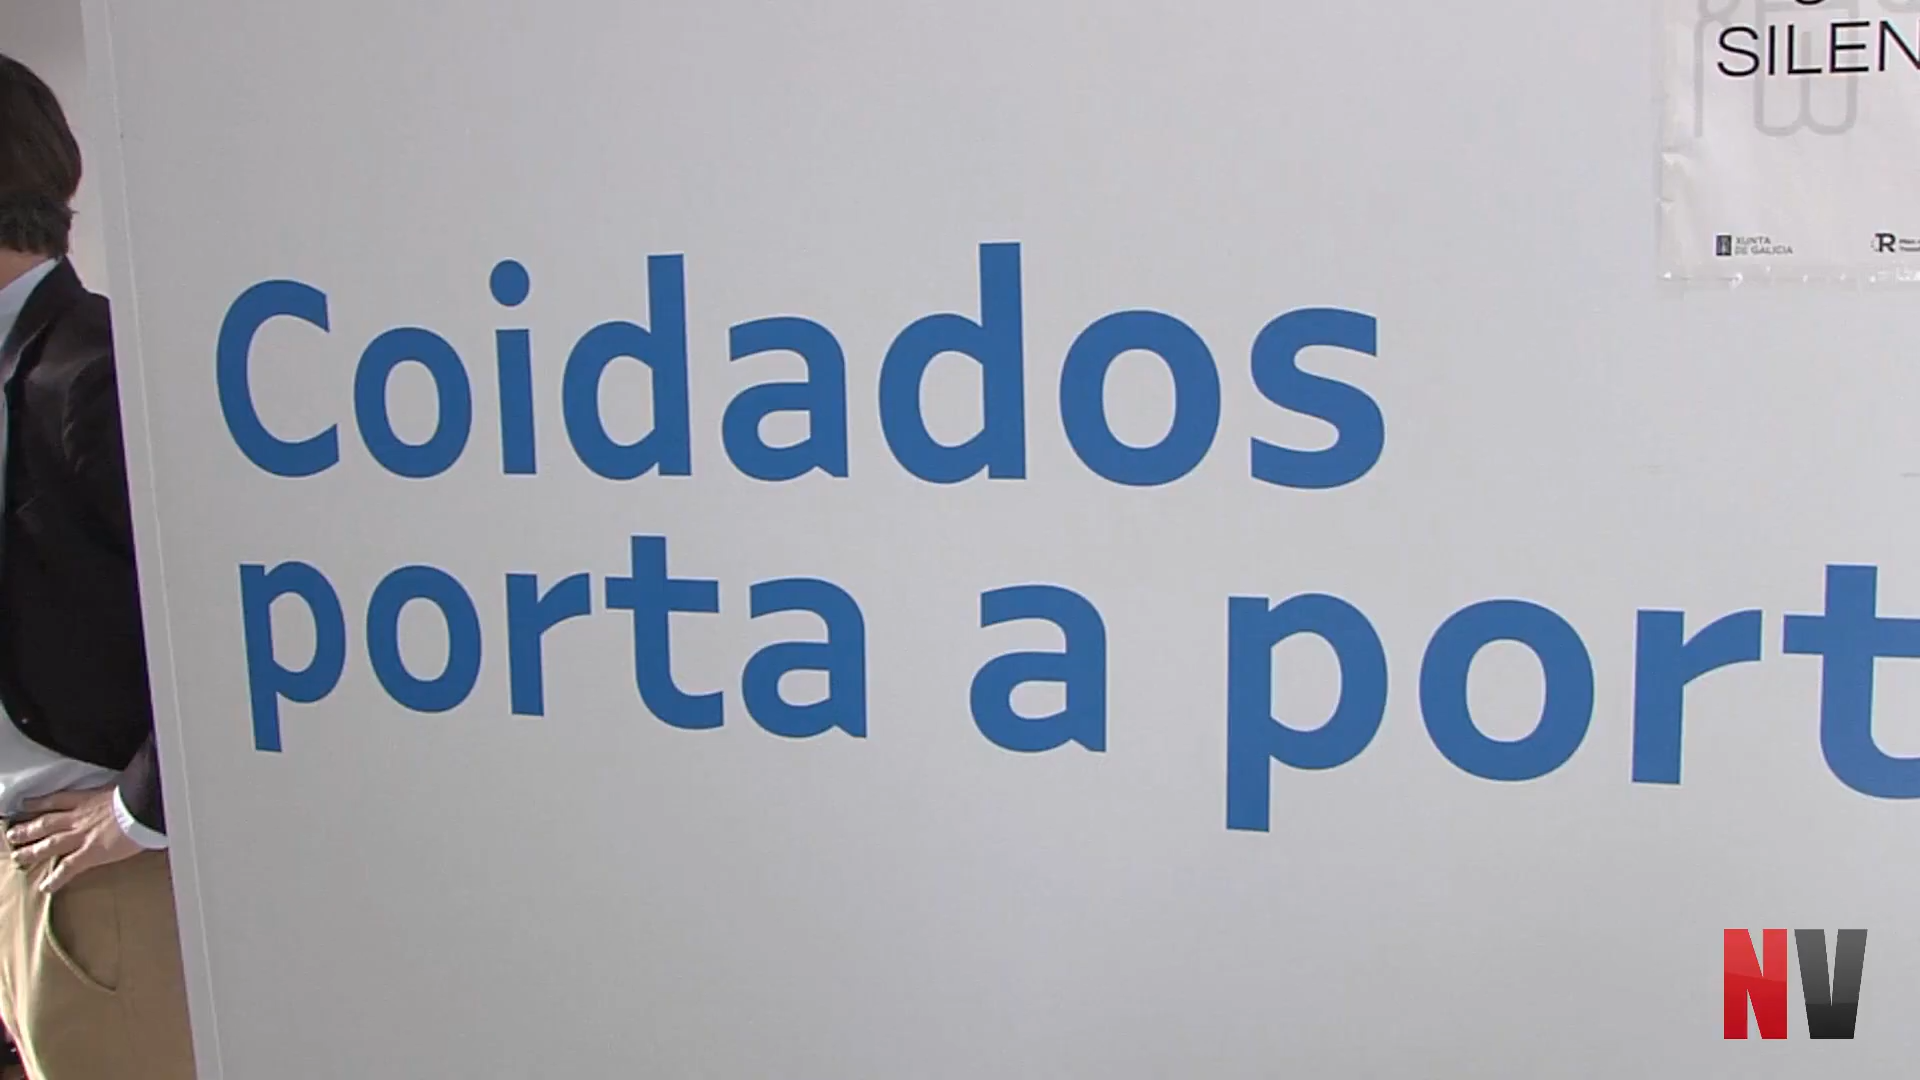 SILEN
XUNTA
DE GALICIA
Coidados
porta a port
NV